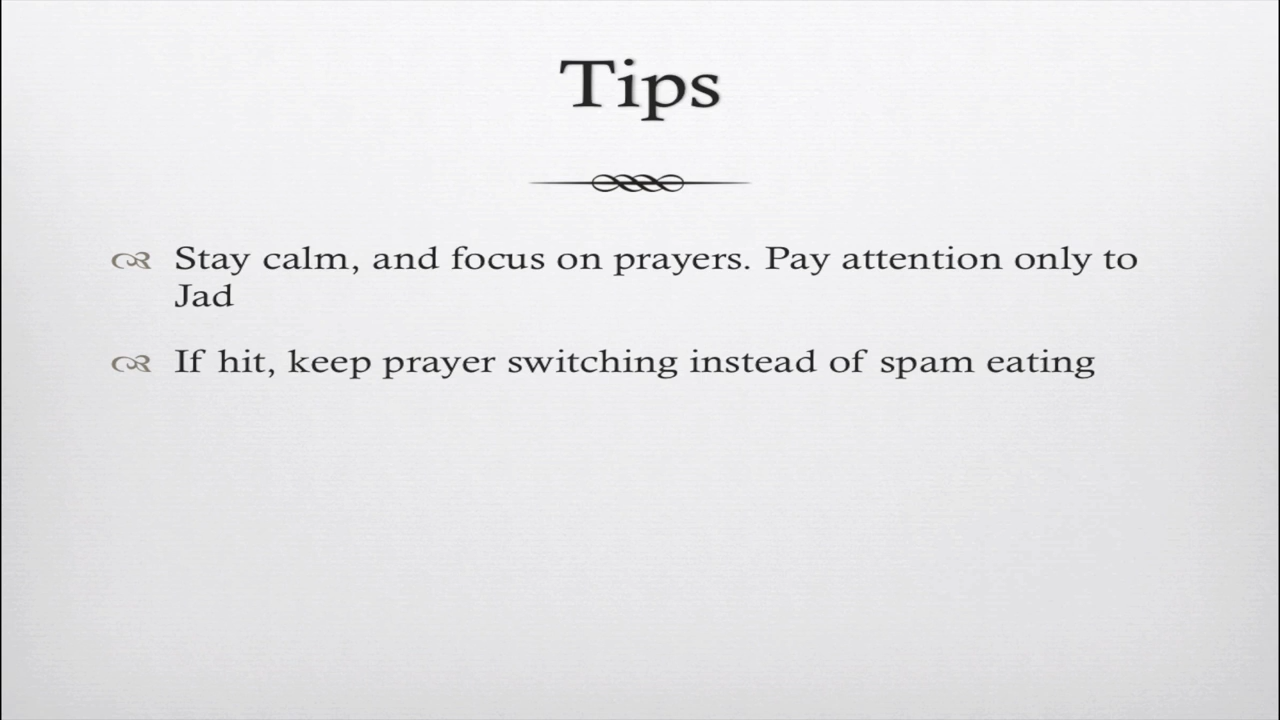 Tips
Stay calm, and focus on prayers. Pay attention only to
Jad
If hit, keep prayer switching instead of spam eating